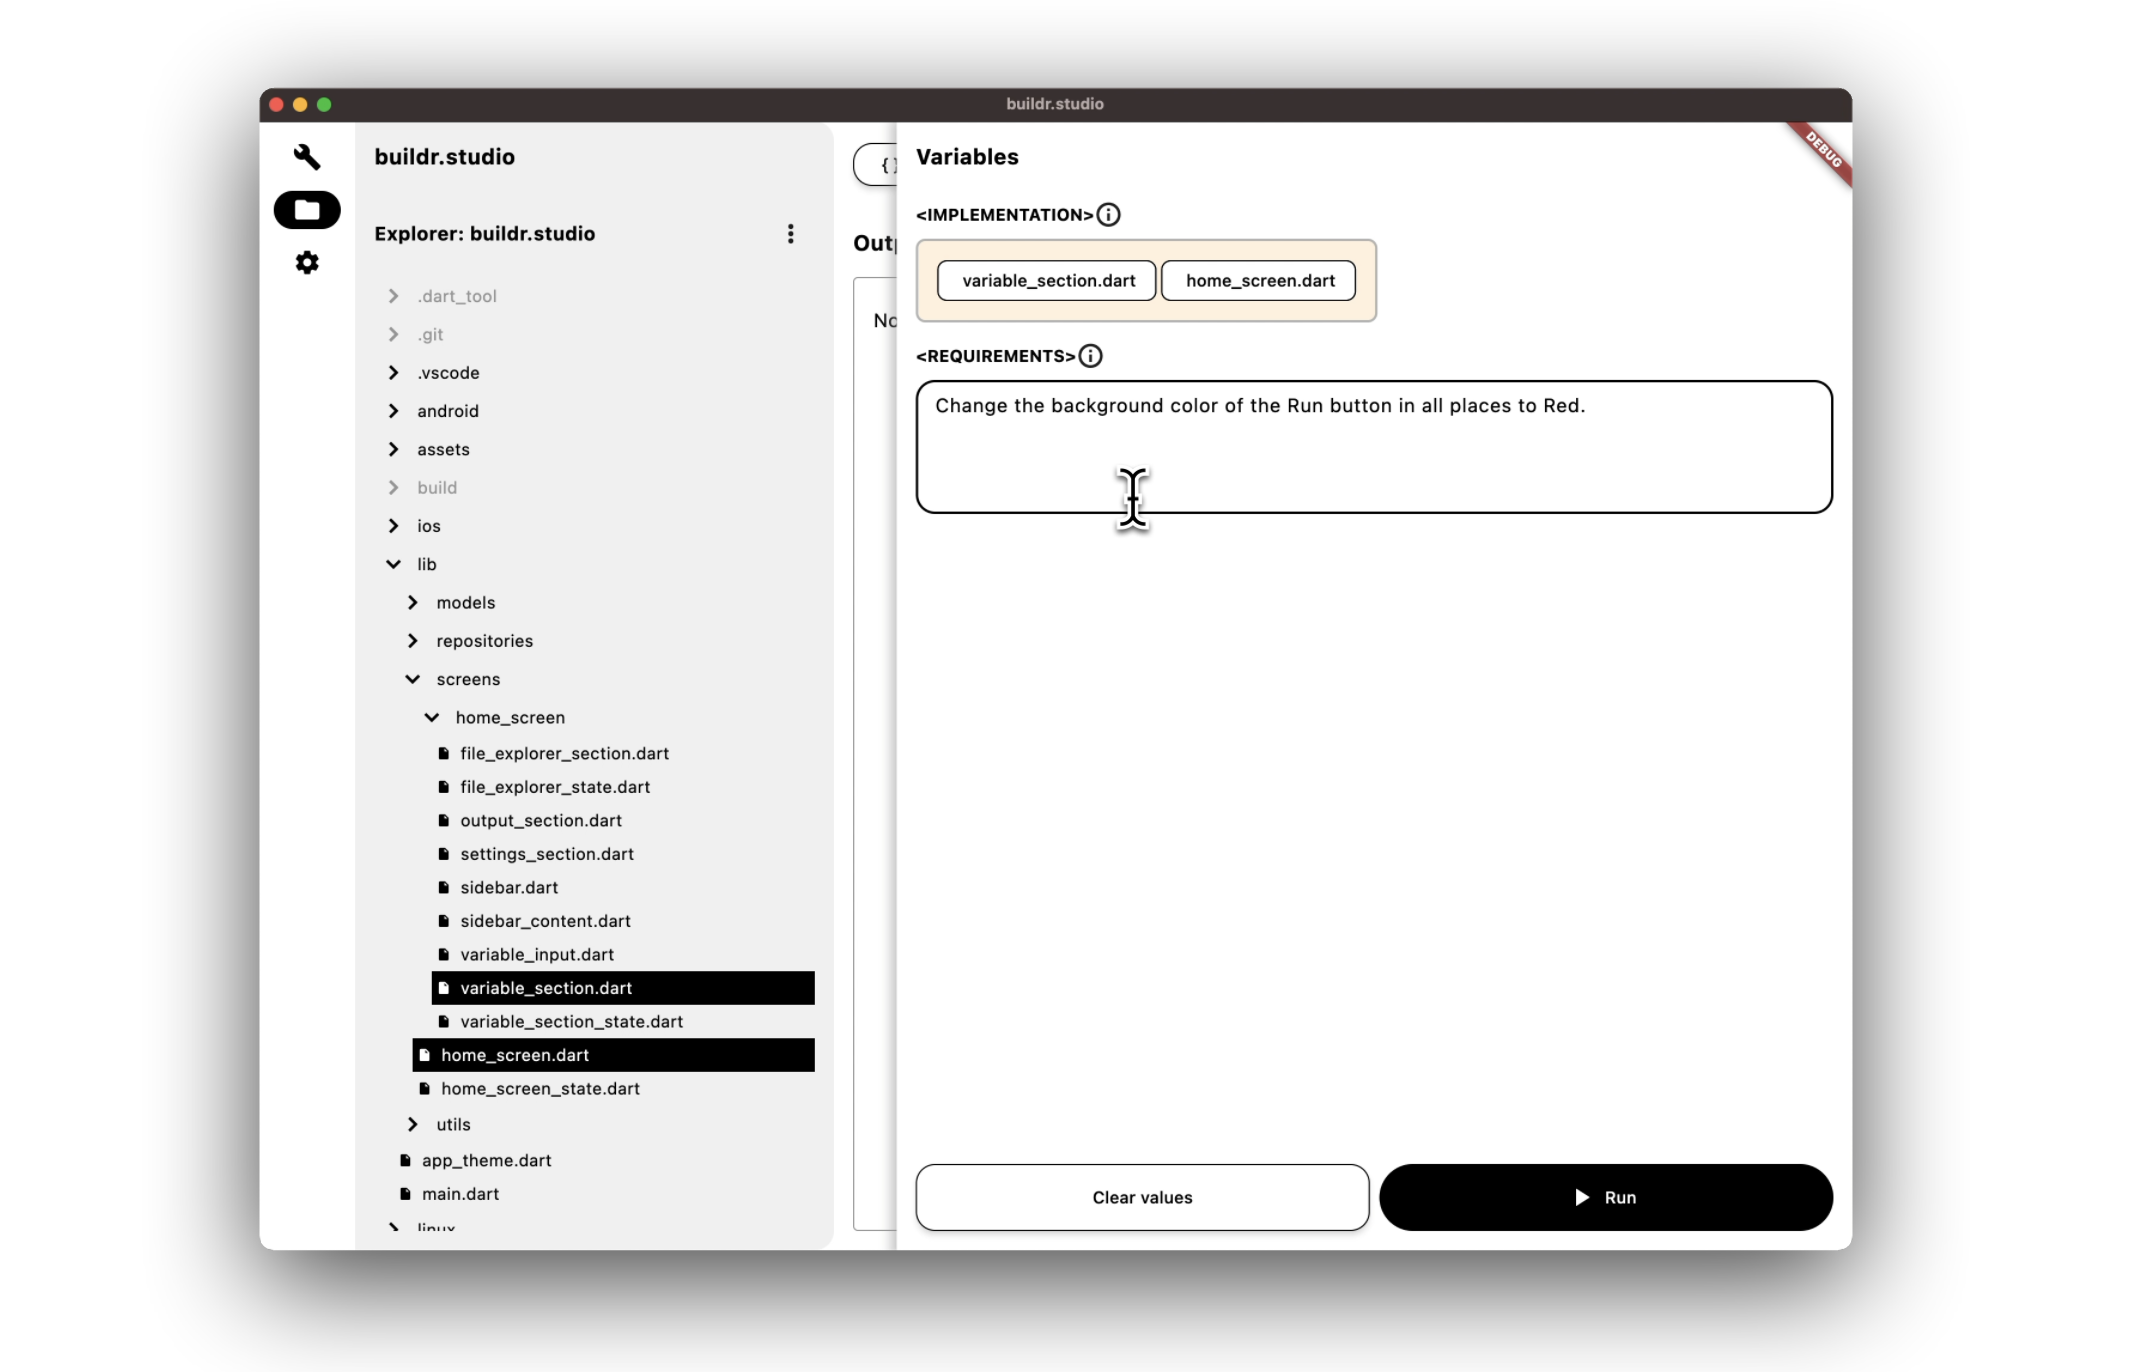 buildr.studio
DEBUG
buildr.studio
Explorer: buildr.studio
.dart_tool
.git
.vscode
android
assets
build
ios
lib
models
repositories
screens
home_screen
file_explorer_section.dart
file_explorer_state.dart
output_section.dart
settings_section.dart
sidebar.dart
sidebar_content.dart
variable_input.dart
variable_section.dart
variable_section_state.dart
home_screen.dart
home_screen_state.dart
utils
app_theme.dart
main.dart
linux
{ }
Out
No
Variables
<IMPLEMENTATION>
variable_section.dart home_screen.dart
<REQUIREMENTS>
Change the background color of the Run button in all places to Red.
Clear values
Run